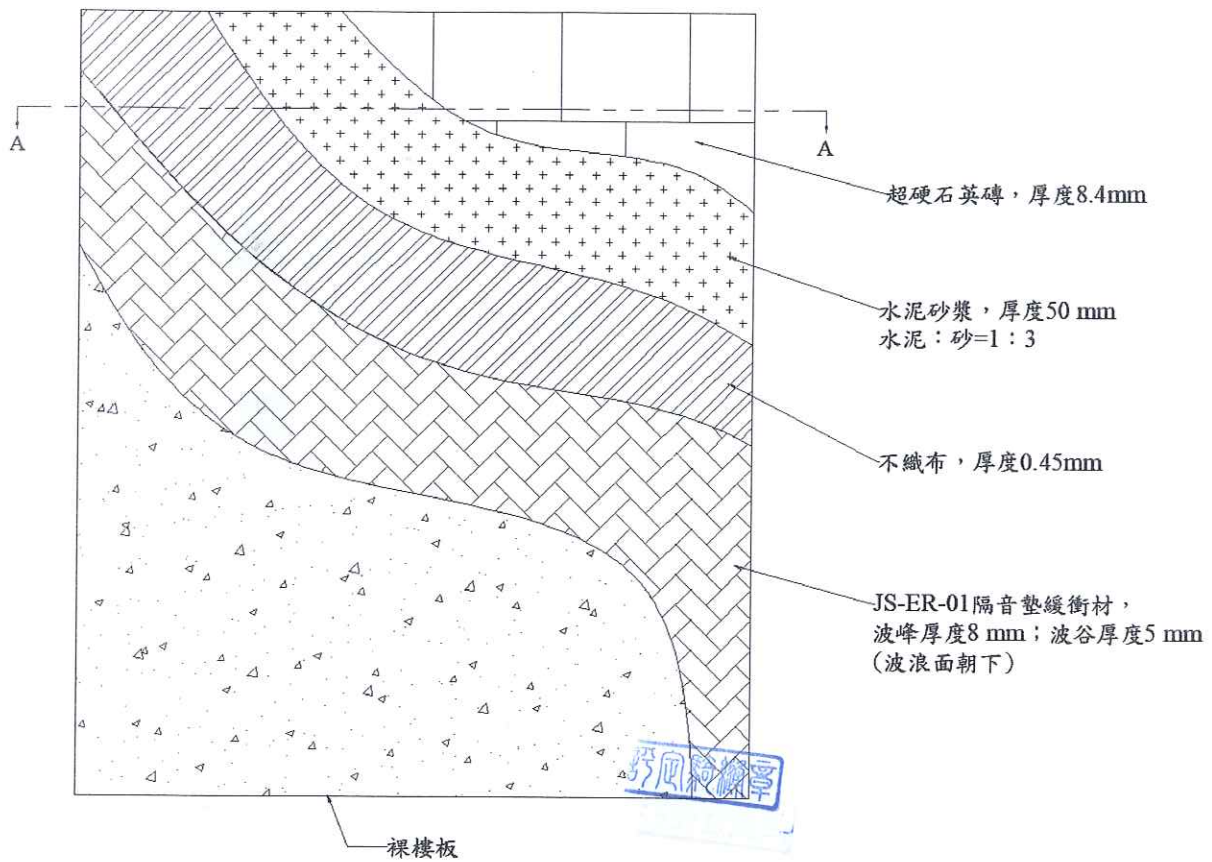 A
A
超硬石英磚，厚度8.4mm
水泥砂漿，厚度50 mm
水泥：砂=1：3
不織布，厚度0.45mm
JS-ER-01隔音墊緩衝材，
波峰厚度8 mm；波谷厚度5 mm
(波浪面朝下)
裸樓板